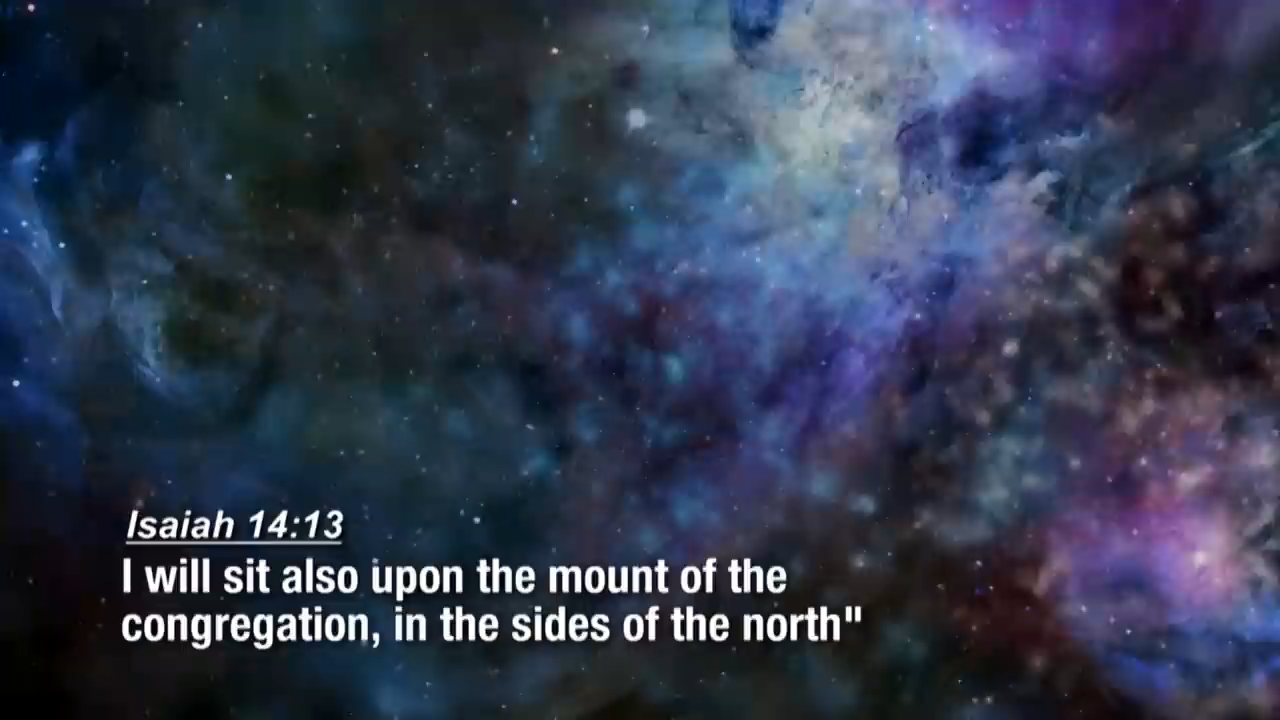 Isaiah 14:13
I will sit also upon the mount of the
congregation, in the sides of the north"